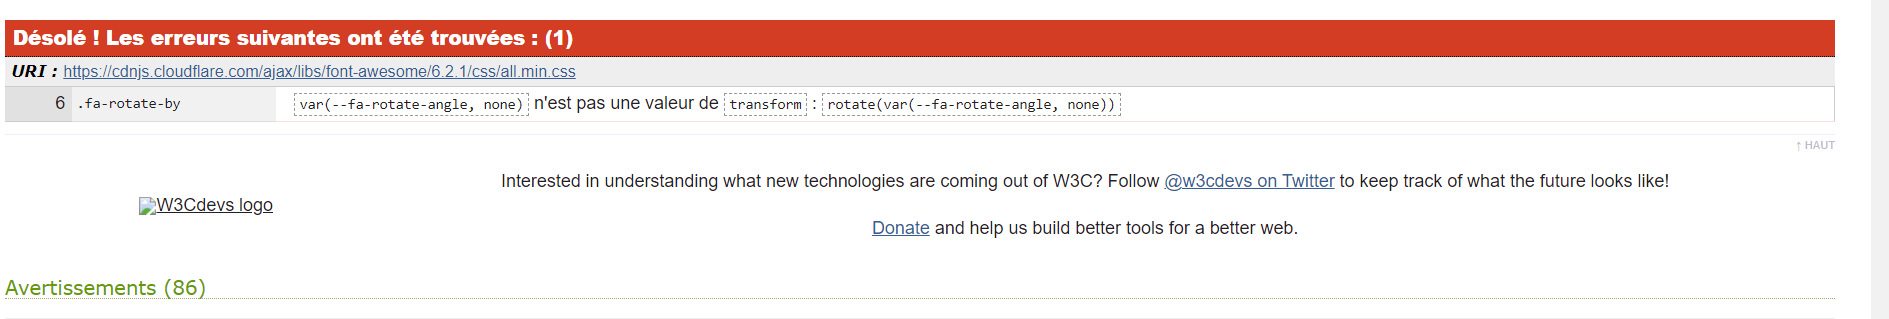 Désolé ! Les erreurs suivantes ont été trouvées : (1)
URI : https://cdnjs.cloudflare.com/ajax/libs/font-awesome/6.2.1/css/all.min.css
6 .fa-rotate-by var(--fa-rotate-angle, none) n'est pas une valeur de transform : rotate(var(--fa-rotate-angle, none))
↑ HAUT
Interested in understanding what new technologies are coming out of W3C? Follow @w3cdevs on Twitter to keep track of what the future looks like!
W3Cdevs logo
Donate and help us build better tools for a better web.
Avertissements (86)